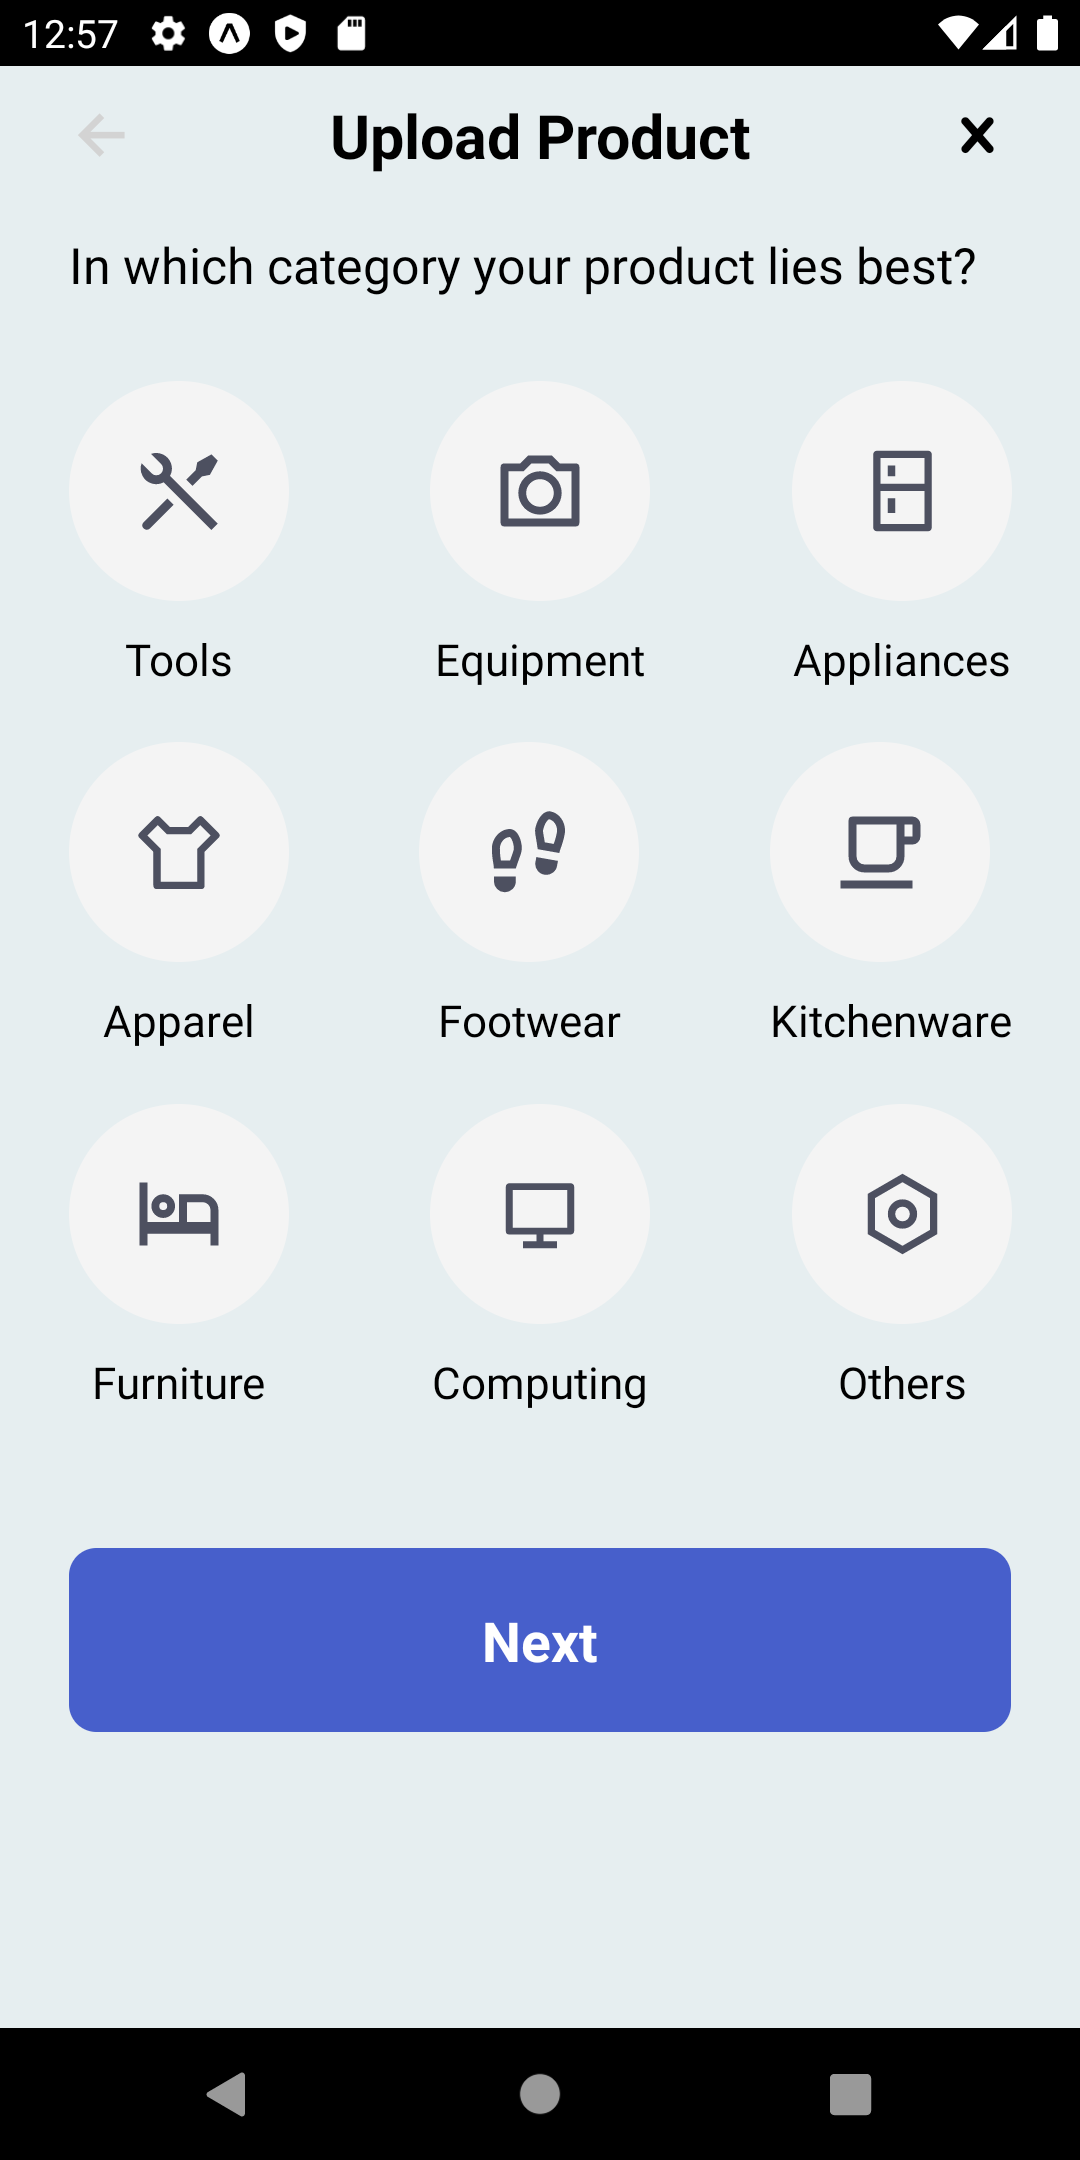 12:57
Upload Product
In which category your product lies best?
Tools Equipment Appliances
Apparel Footwear Kitchenware
Furniture Computing Others
Next